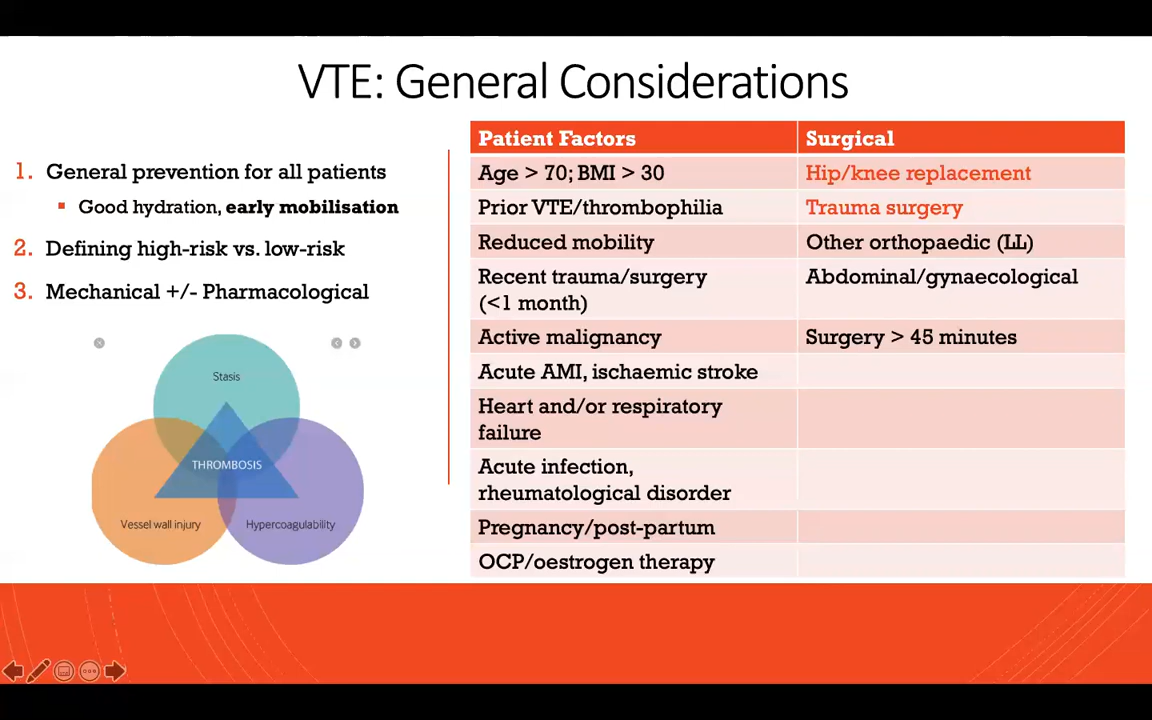 VTE: General Considerations
1. General prevention for all patients
Good hydration, early mobilisation
2. Defining high-risk vs. low-risk
3. Mechanical +/- Pharmacological
Stasis
THROMBOSIS
Vessel wall injury
Hypercoagulability
Patient Factors Surgical
Age > 70; BMI > 30 Hip/knee replacement
Prior VTE/thrombophilia Trauma surgery
Reduced mobility Other orthopaedic (LL)
Recent trauma/surgery Abdominal/gynaecological
(<1 month)
Active malignancy Surgery > 45 minutes
Acute AMI, ischaemic stroke
Heart and/or respiratory
failure
Acute infection,
rheumatological disorder
Pregnancy/post-partum
OCP/oestrogen therapy